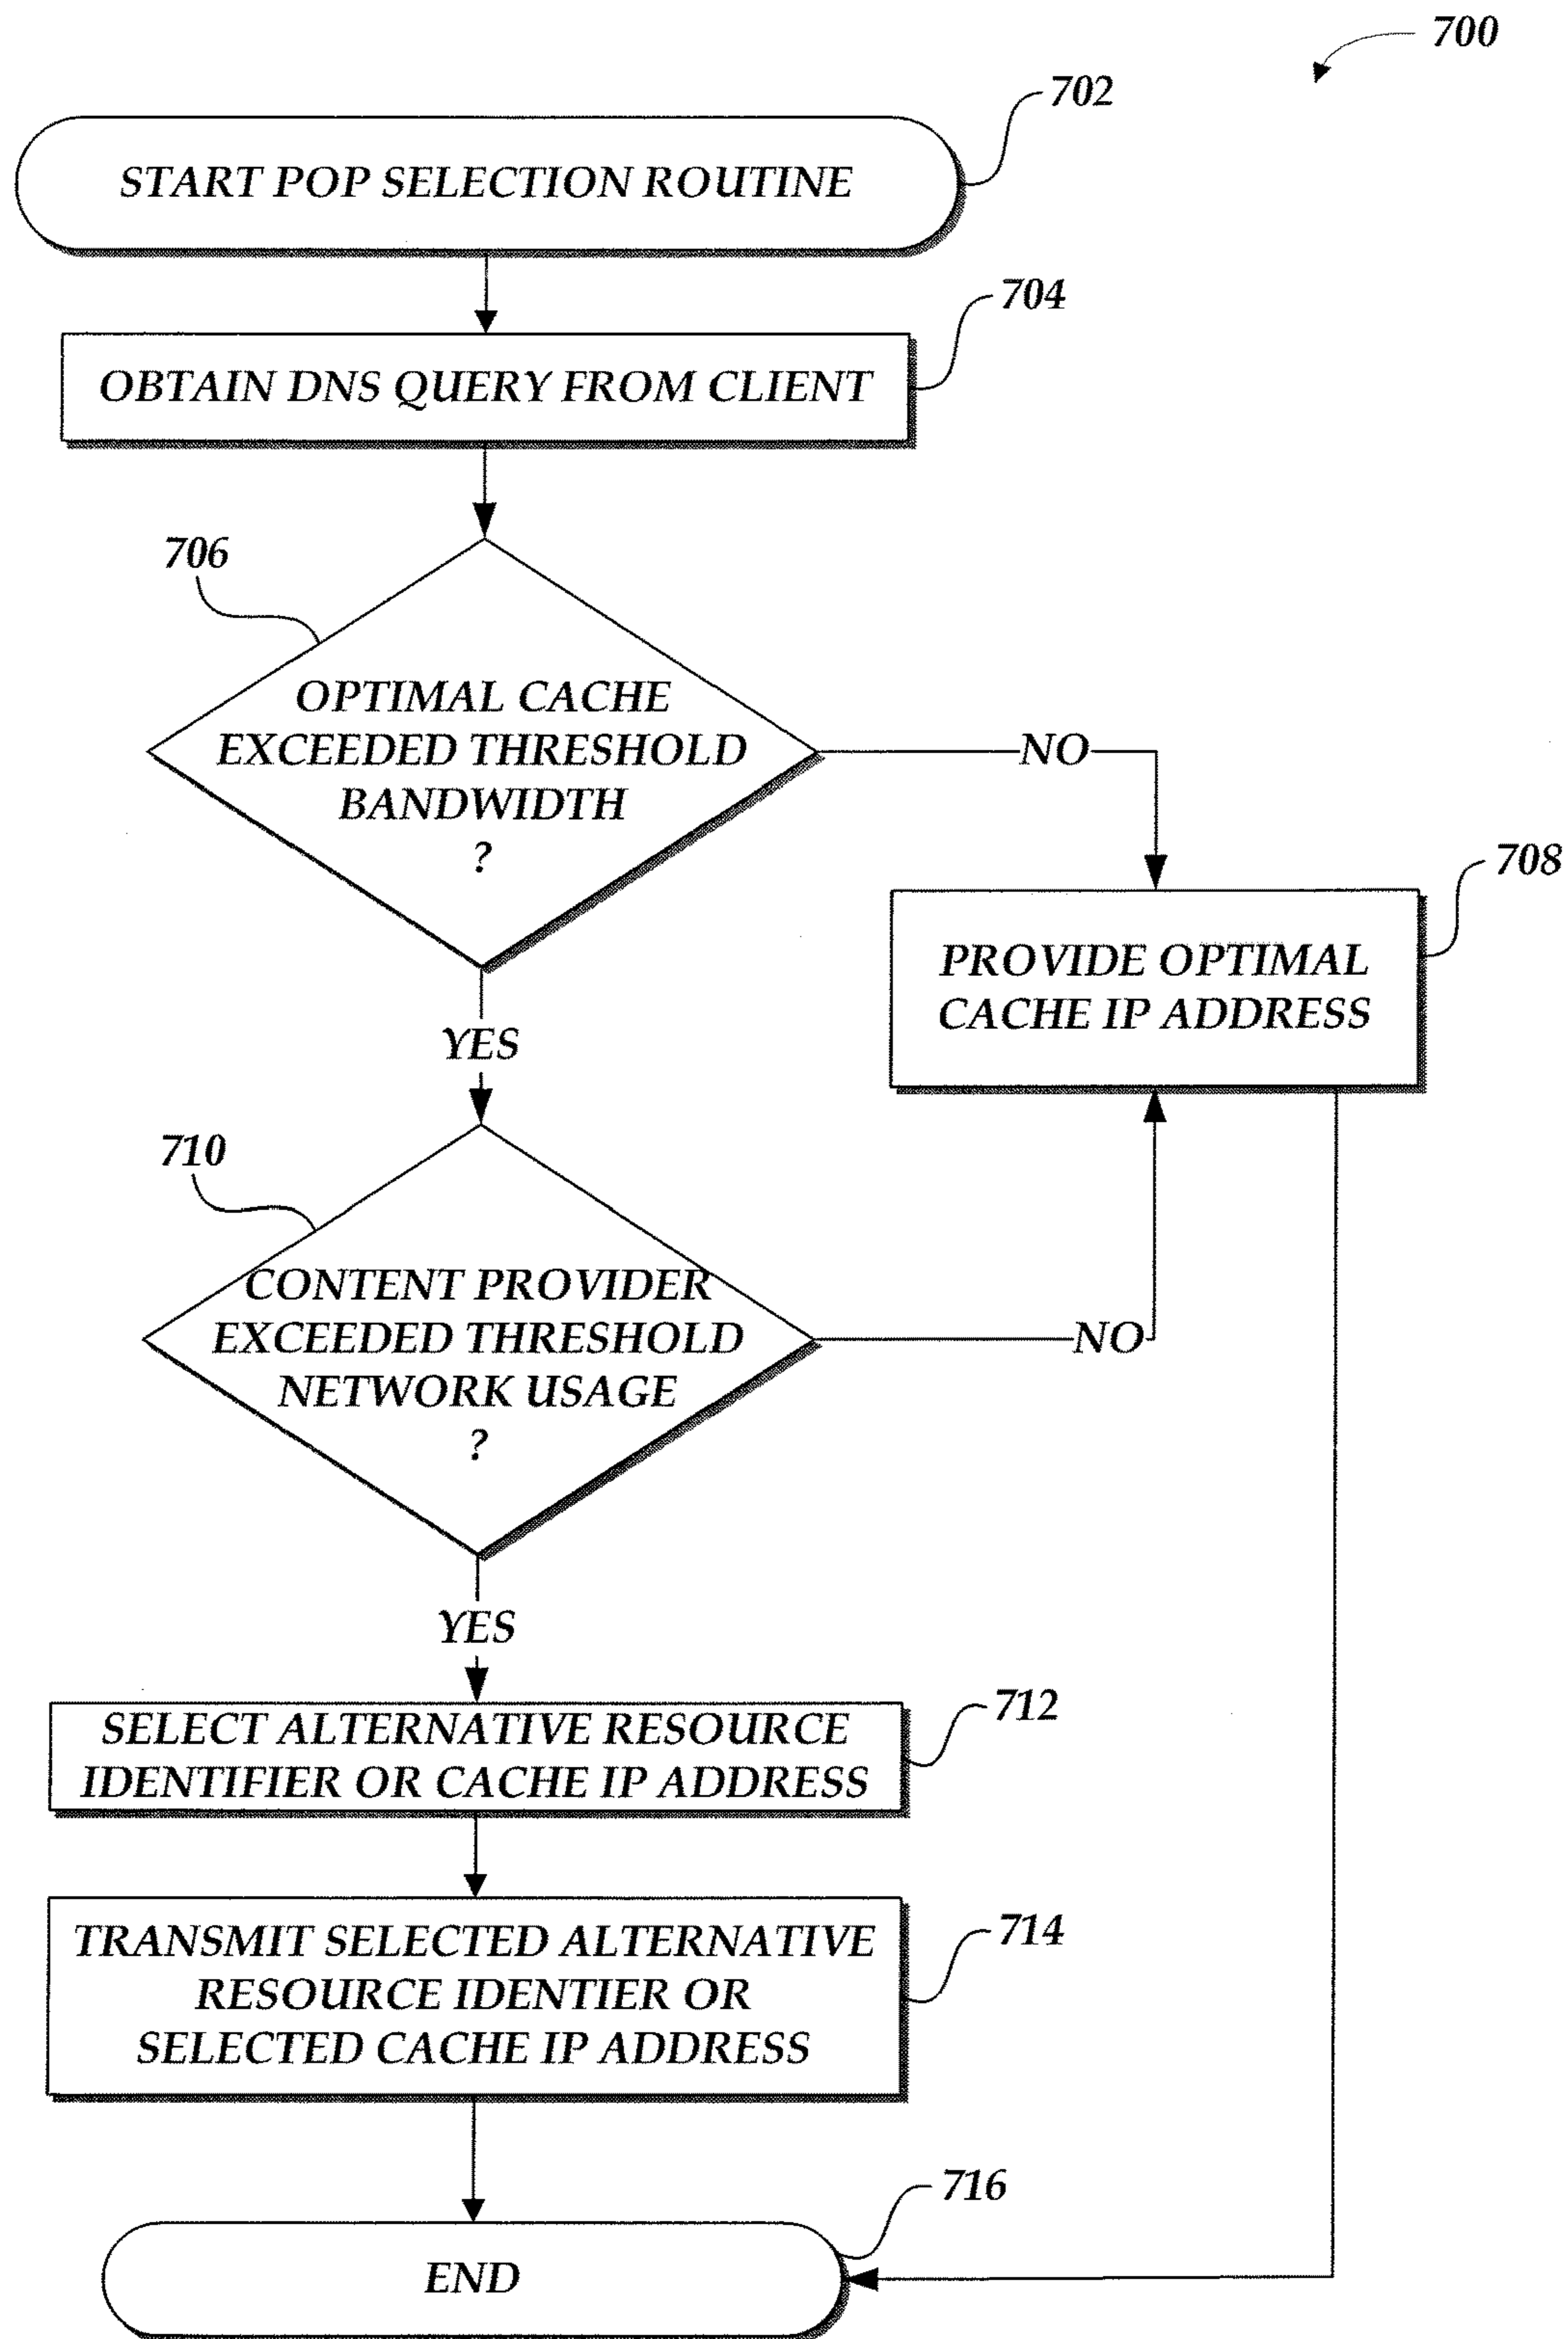 700
702
START POP SELECTION ROUTINE
704
OBTAIN DNS QUERY FROM CLIENT
706
OPTIMAL CACHE
EXCEEDED THRESHOLD
BANDWIDTH
?
NO
708
PROVIDE OPTIMAL
CACHE IP ADDRESS
YES
710
CONTENT PROVIDER
EXCEEDED THRESHOLD
NETWORK USAGE
?
NO
YES
712
SELECT ALTERNATIVE RESOURCE
IDENTIFIER OR CACHE IP ADDRESS
714
TRANSMIT SELECTED ALTERNATIVE
RESOURCE IDENTIER OR
SELECTED CACHE IP ADDRESS
716
END